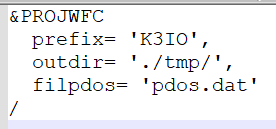 &PROJWFC
prefix= 'K3IO',
outdir= './tmp/',
filpdos= 'pdos.dat'
/